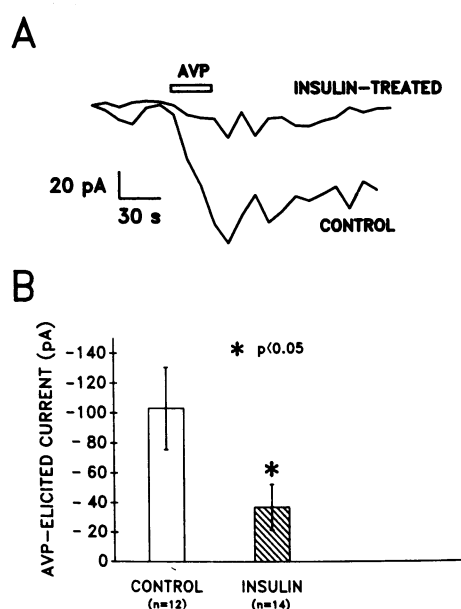 A
AVP
INSULIN-TREATED
20 pA
30 s
CONTROL
B
AVP-ELICITED CURRENT (pA)
* p<0.05
-140
-120
-100
- 80
- 60
- 40
- 20
0
*
CONTROL
INSULIN
(n=12)
(n=14)